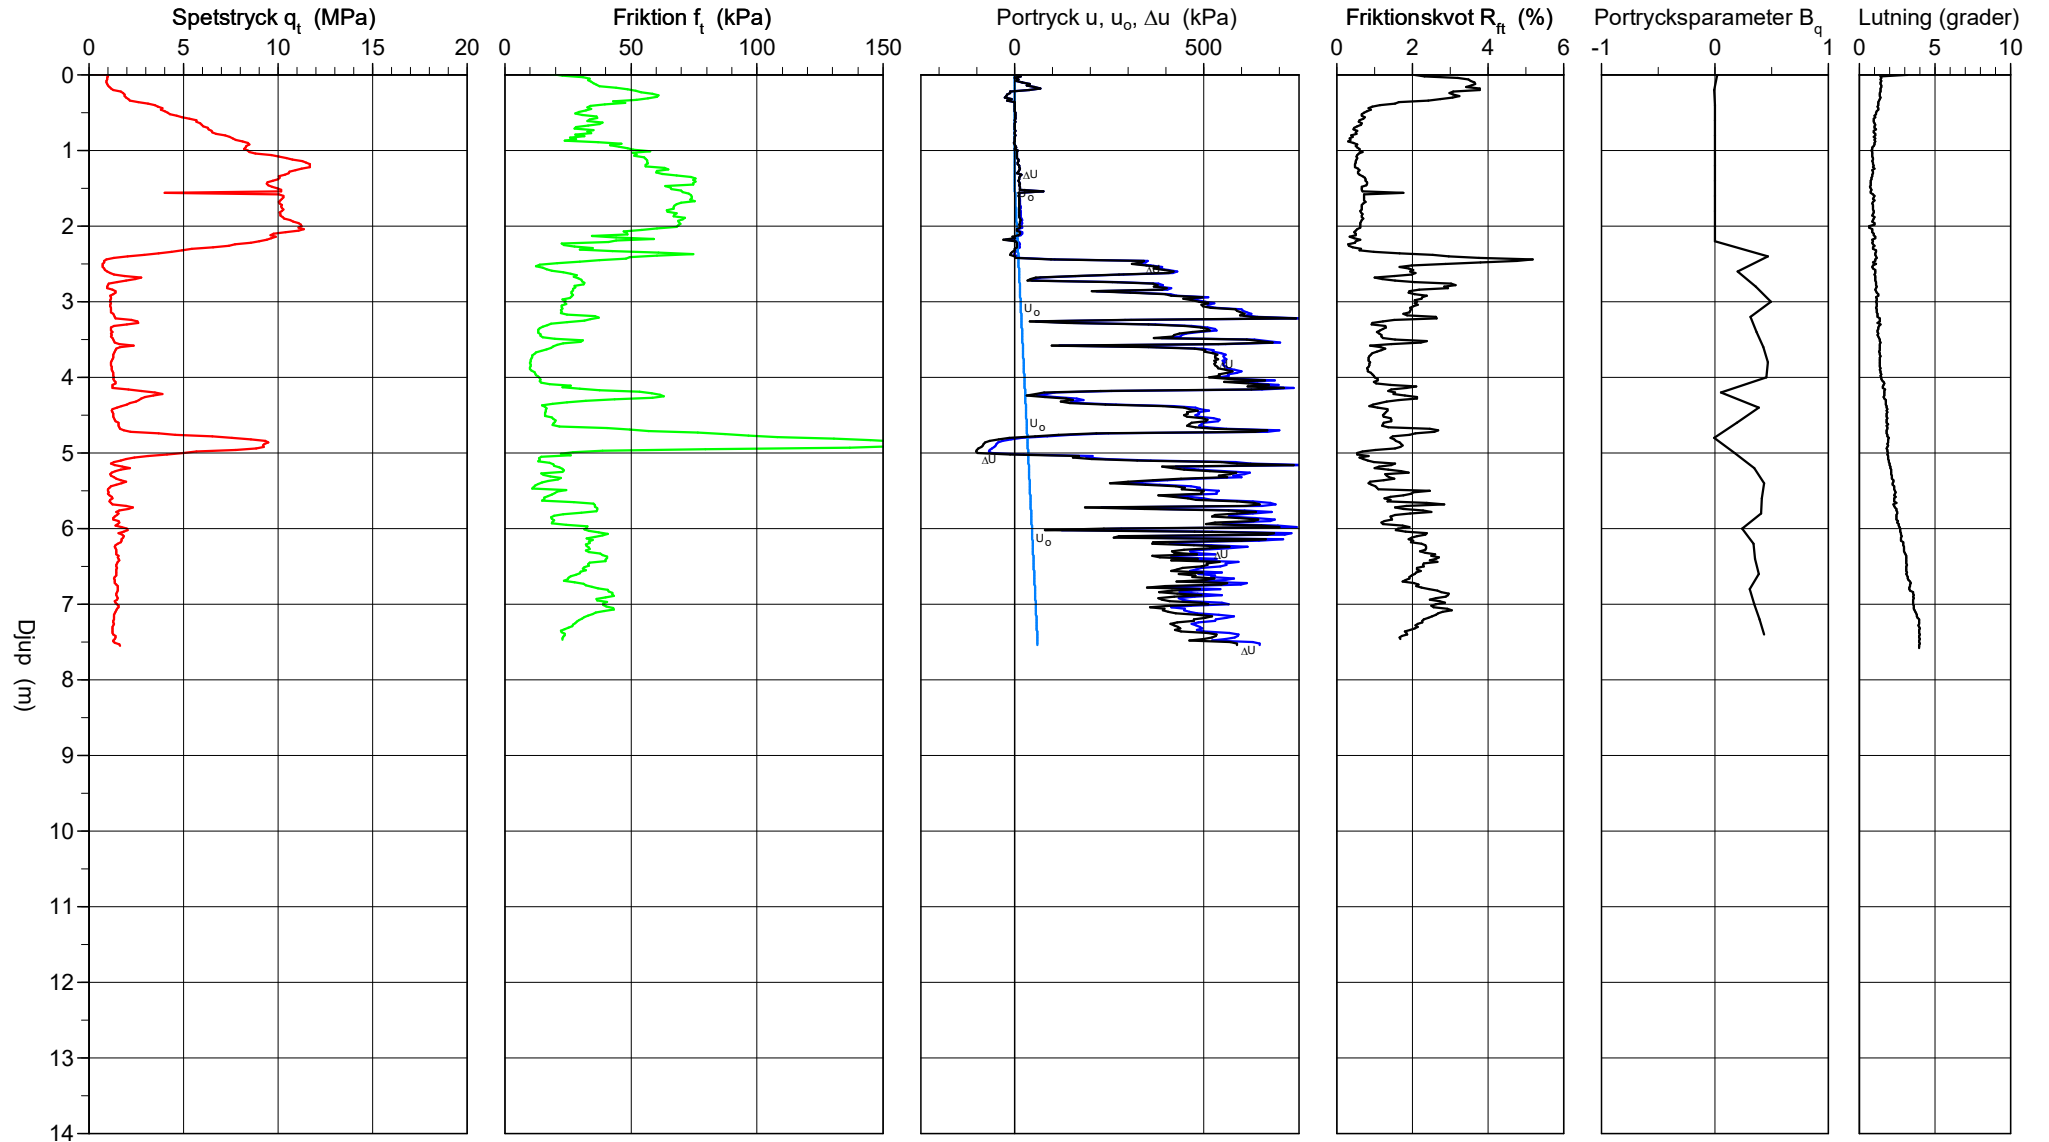 Spetstryck qt (MPa) Friktion ft (kPa) Portryck u, uo, Δu (kPa) Friktionskvot Rft (%) Portrycksparameter Bq Lutning (grader)
0 5 10 15 20 0 50 100 150 0 500 0 2 4 6 -1 0 1 0 5 10
0
1
ΔU
Uo
2
ΔU
3
Uo
ΔU
4
Uo
5
ΔU
6
Uo
ΔU
7
ΔU
8
9
10
11
12
13
14
Djup (m)